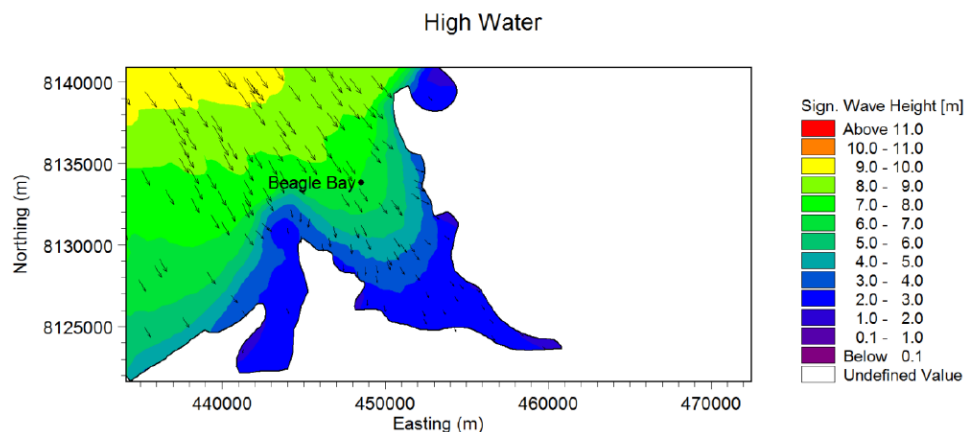 High Water
Northing (m)
8140000
8135000
8130000
8125000
Beagle Bay
440000 450000 460000 470000
Easting (m)
Sign. Wave Height [m]
Above 11.0
10.0 - 11.0
9.0 - 10.0
8.0 - 9.0
7.0 - 8.0
6.0 - 7.0
5.0 - 6.0
4.0 - 5.0
3.0 - 4.0
2.0 - 3.0
1.0 - 2.0
0.1 - 1.0
Below 0.1
Undefined Value